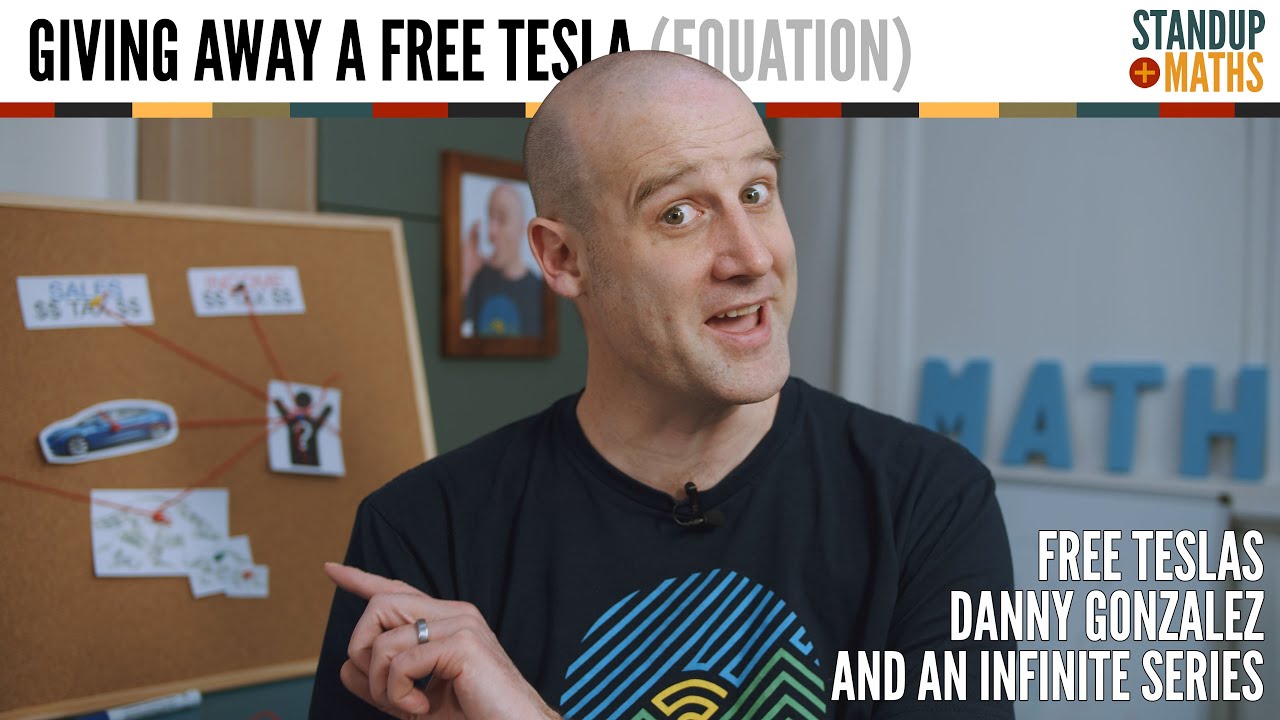 GIVING AWAY A FREE TESLA (EQUATION)
STANDUP
+MATHS
SALES
$$ TAX $$
INCOME
$$ TAX $$
?
MATH
FREE TESLAS
DANNY GONZALEZ
AND AN INFINITE SERIES